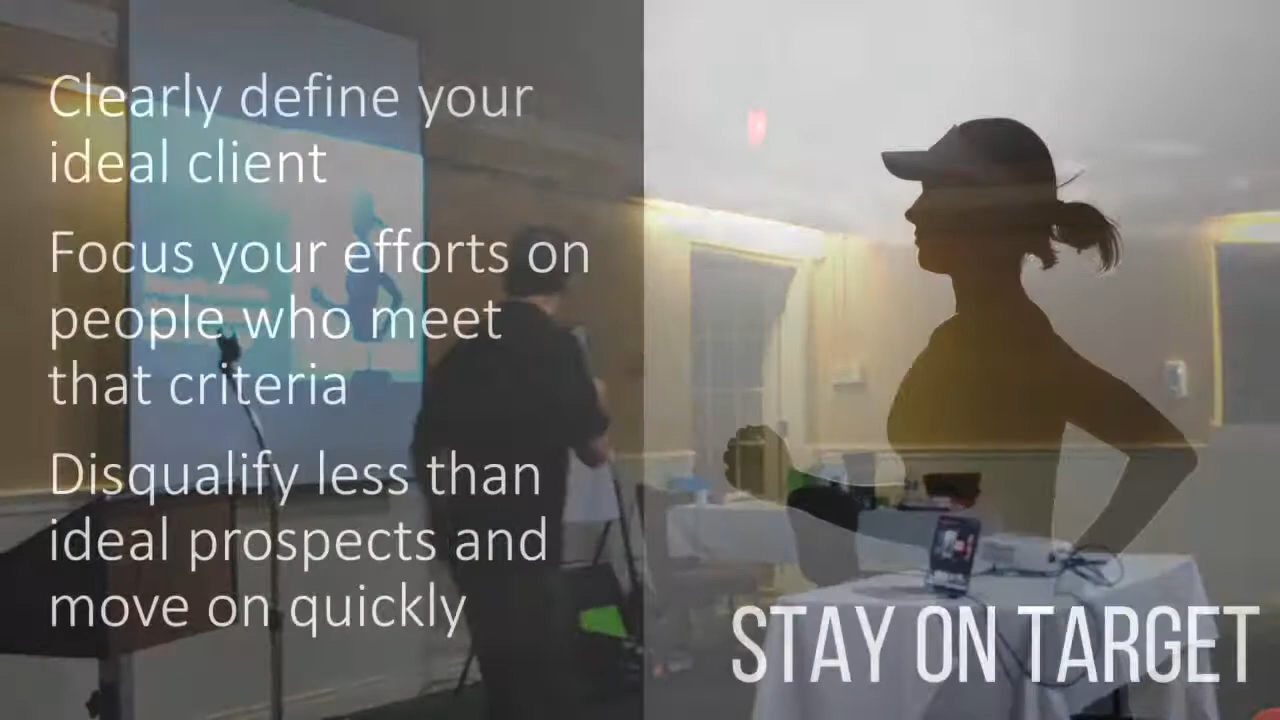 Clearly define your
ideal client
Focus your efforts on
people who meet
that criteria
Disqualify less than
ideal prospects and
move on quickly
STAY ON TARGET